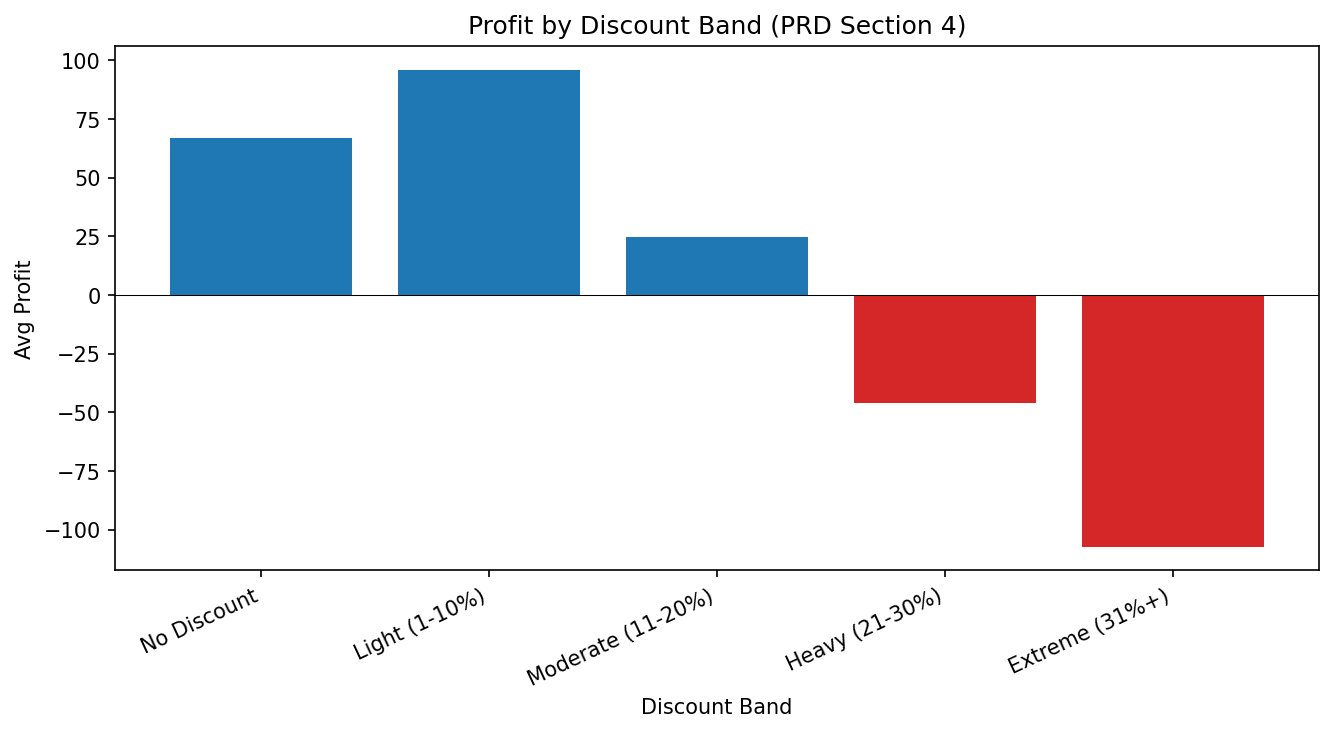 Profit by Discount Band (PRD Section 4)
100
75
50
25
0
−25
−50
−75
−100
Avg Profit
No Discount
Light (1-10%)
Moderate (11-20%)
Heavy (21-30%)
Extreme (31%+)
Discount Band